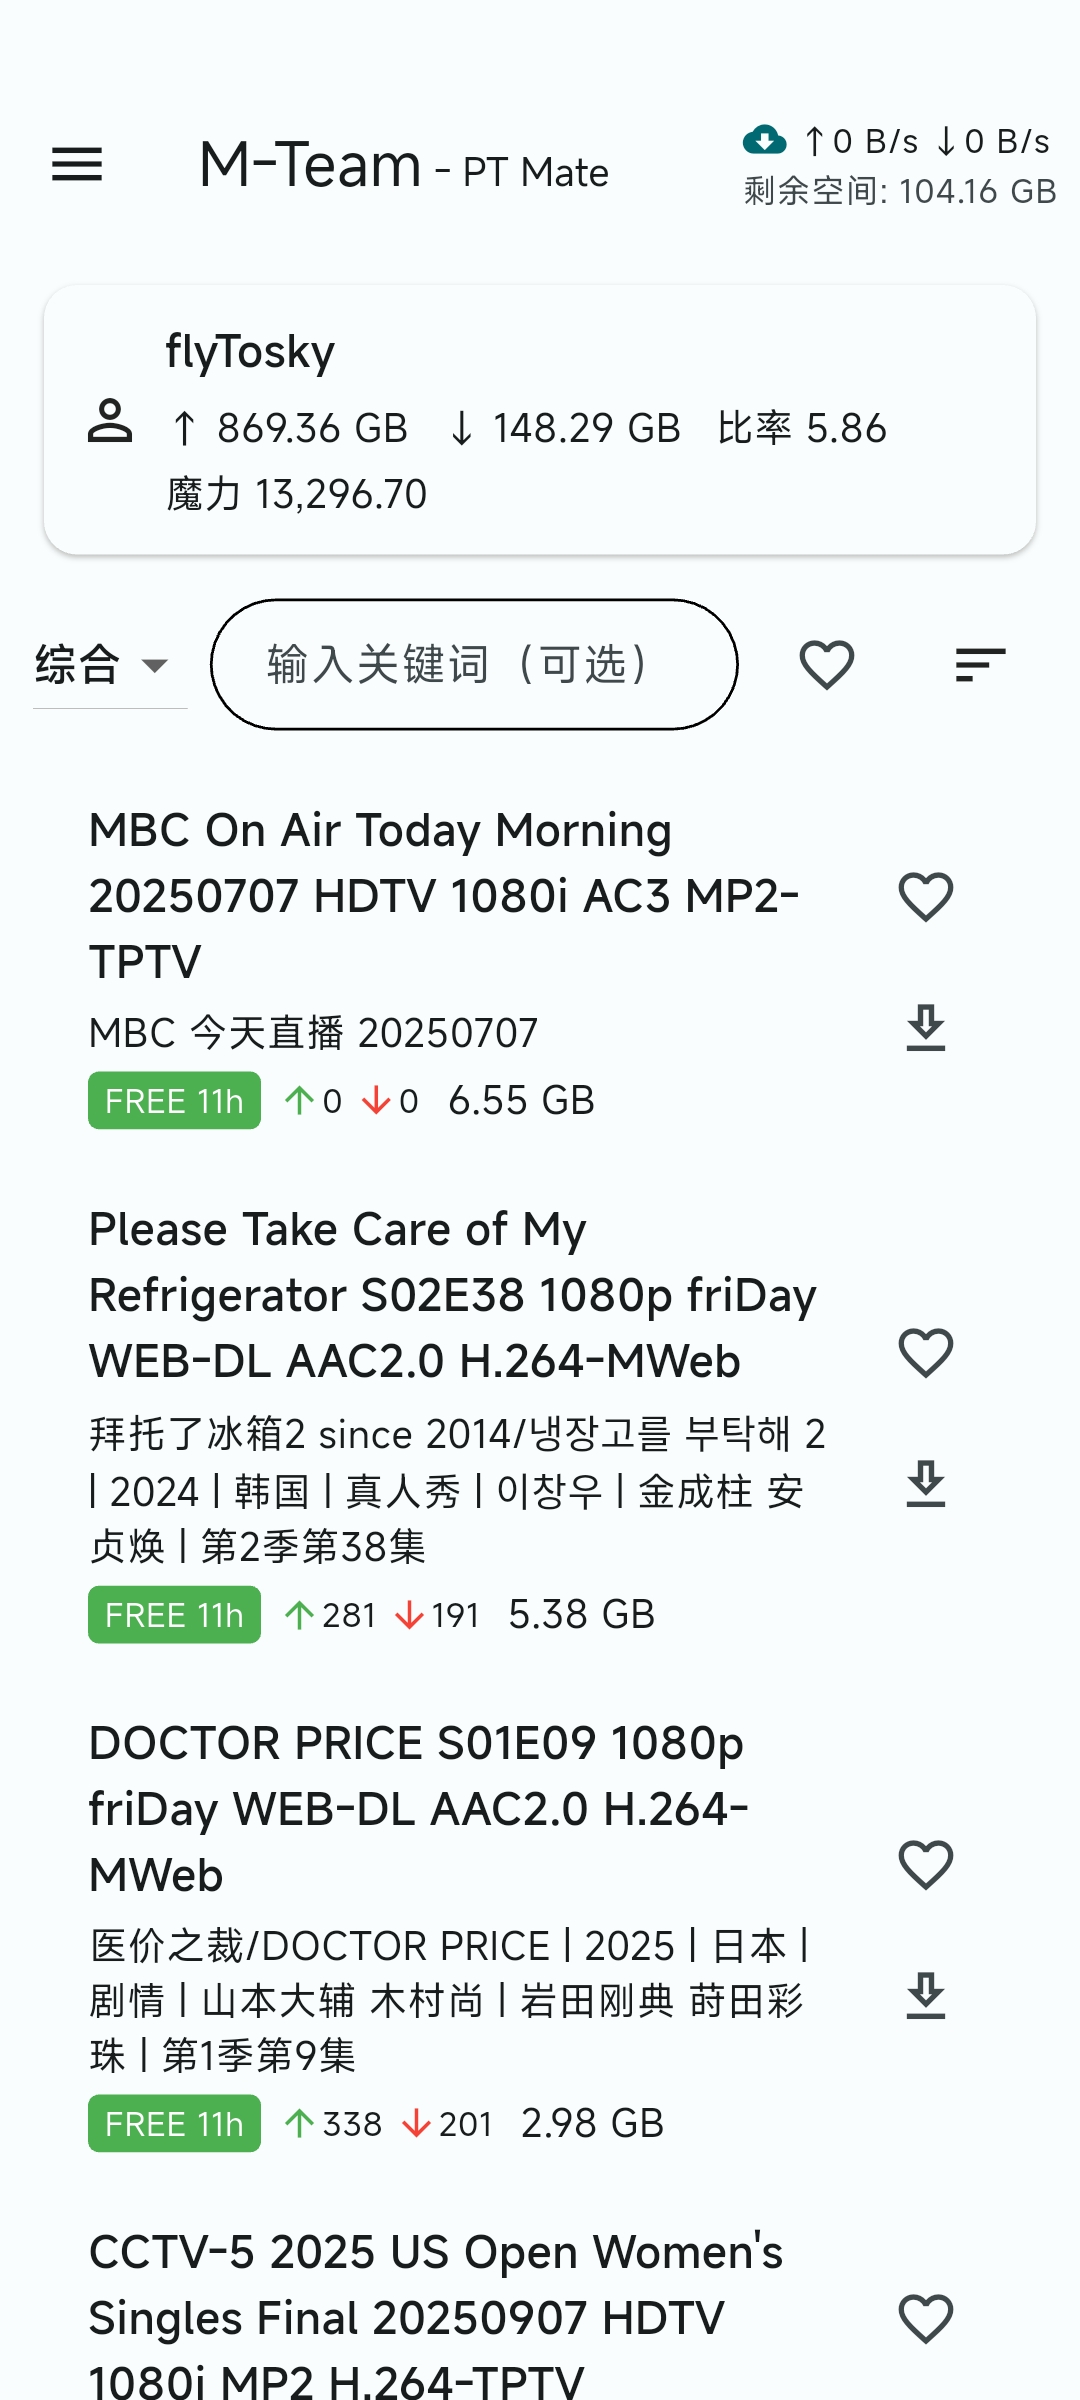 M-Team - PT Mate
↑0 B/s ↓0 B/s
剩余空间: 104.16 GB
flyTosky
↑ 869.36 GB ↓ 148.29 GB 比率 5.86
魔力 13,296.70
综合
输入关键词（可选）
MBC On Air Today Morning
20250707 HDTV 1080i AC3 MP2-
TPTV
MBC 今天直播 20250707
FREE 11h ↑0 ↓0 6.55 GB
Please Take Care of My
Refrigerator S02E38 1080p friDay
WEB-DL AAC2.0 H.264-MWeb
拜托了冰箱2 since 2014/냉장고를 부탁해 2
| 2024 | 韩国 | 真人秀 | 이창우 | 金成柱 安
贞焕 | 第2季第38集
FREE 11h ↑281 ↓191 5.38 GB
DOCTOR PRICE S01E09 1080p
friDay WEB-DL AAC2.0 H.264-
MWeb
医价之裁/DOCTOR PRICE | 2025 | 日本 |
剧情 | 山本大辅 木村尚 | 岩田刚典 莳田彩
珠 | 第1季第9集
FREE 11h ↑338 ↓201 2.98 GB
CCTV-5 2025 US Open Women's
Singles Final 20250907 HDTV
1080i MP2 H.264-TPTV